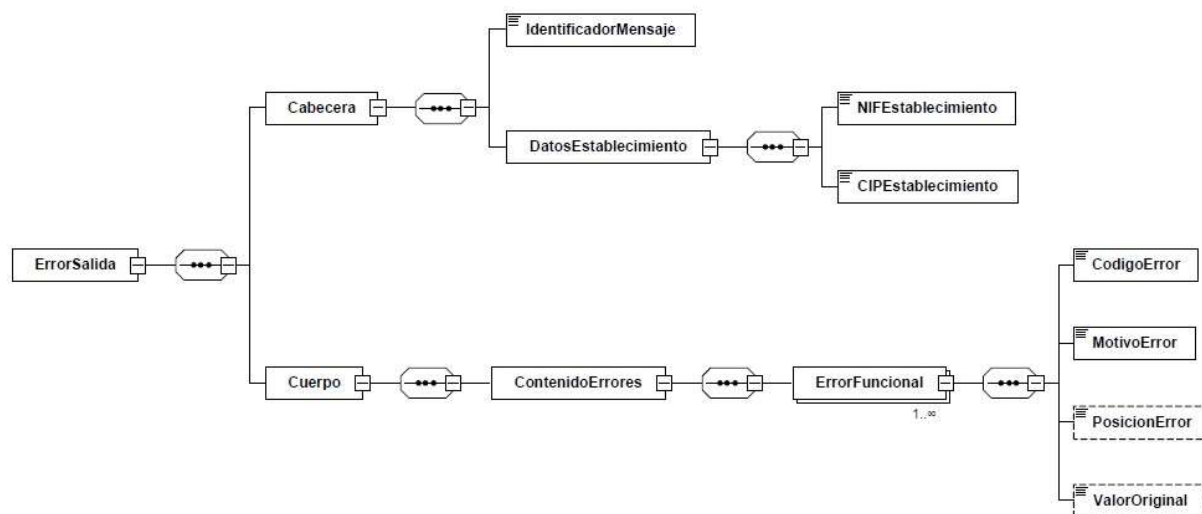 IdentificadorMensaje
Cabecera
NIFEstablecimiento
DatosEstablecimiento
CIPEstablecimiento
ErrorSalida
CodigoError
MotivoError
Cuerpo
ContenidoErrores
ErrorFuncional
1..∞
PosicionError
ValorOriginal